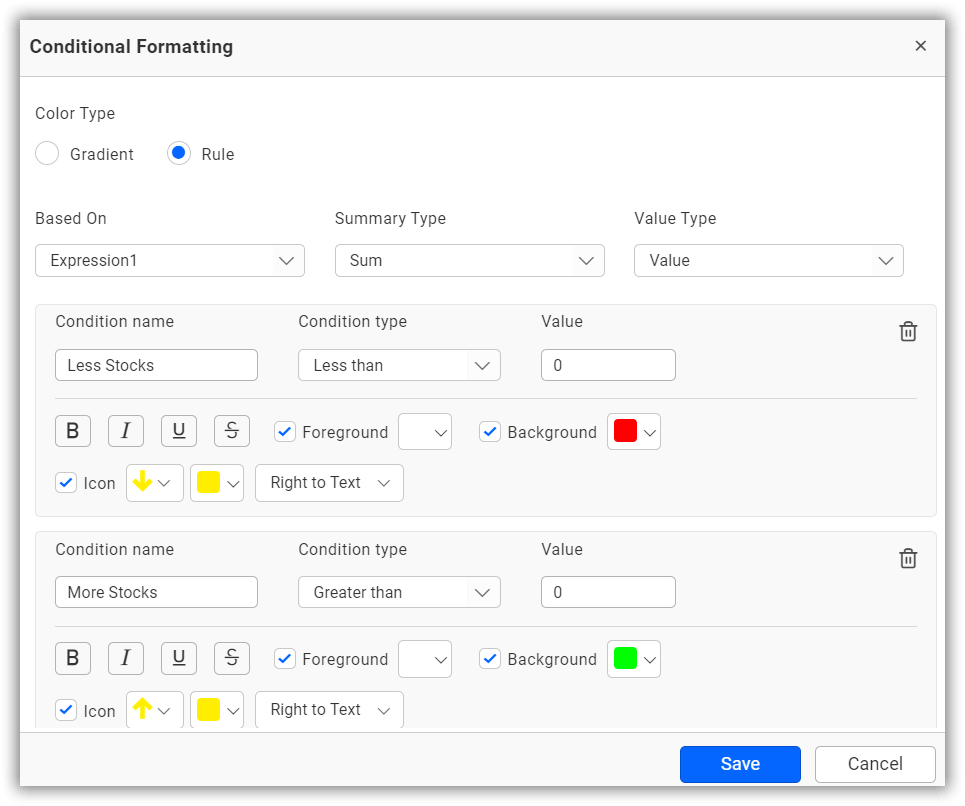 Conditional Formatting
Color Type
Gradient Rule
Based On Summary Type Value Type
Expression1 Sum Value
Condition name Condition type Value
Less Stocks Less than 0
B I U S Foreground Background
Icon Right to Text
Condition name Condition type Value
More Stocks Greater than 0
B I U S Foreground Background
Icon Right to Text
Save Cancel